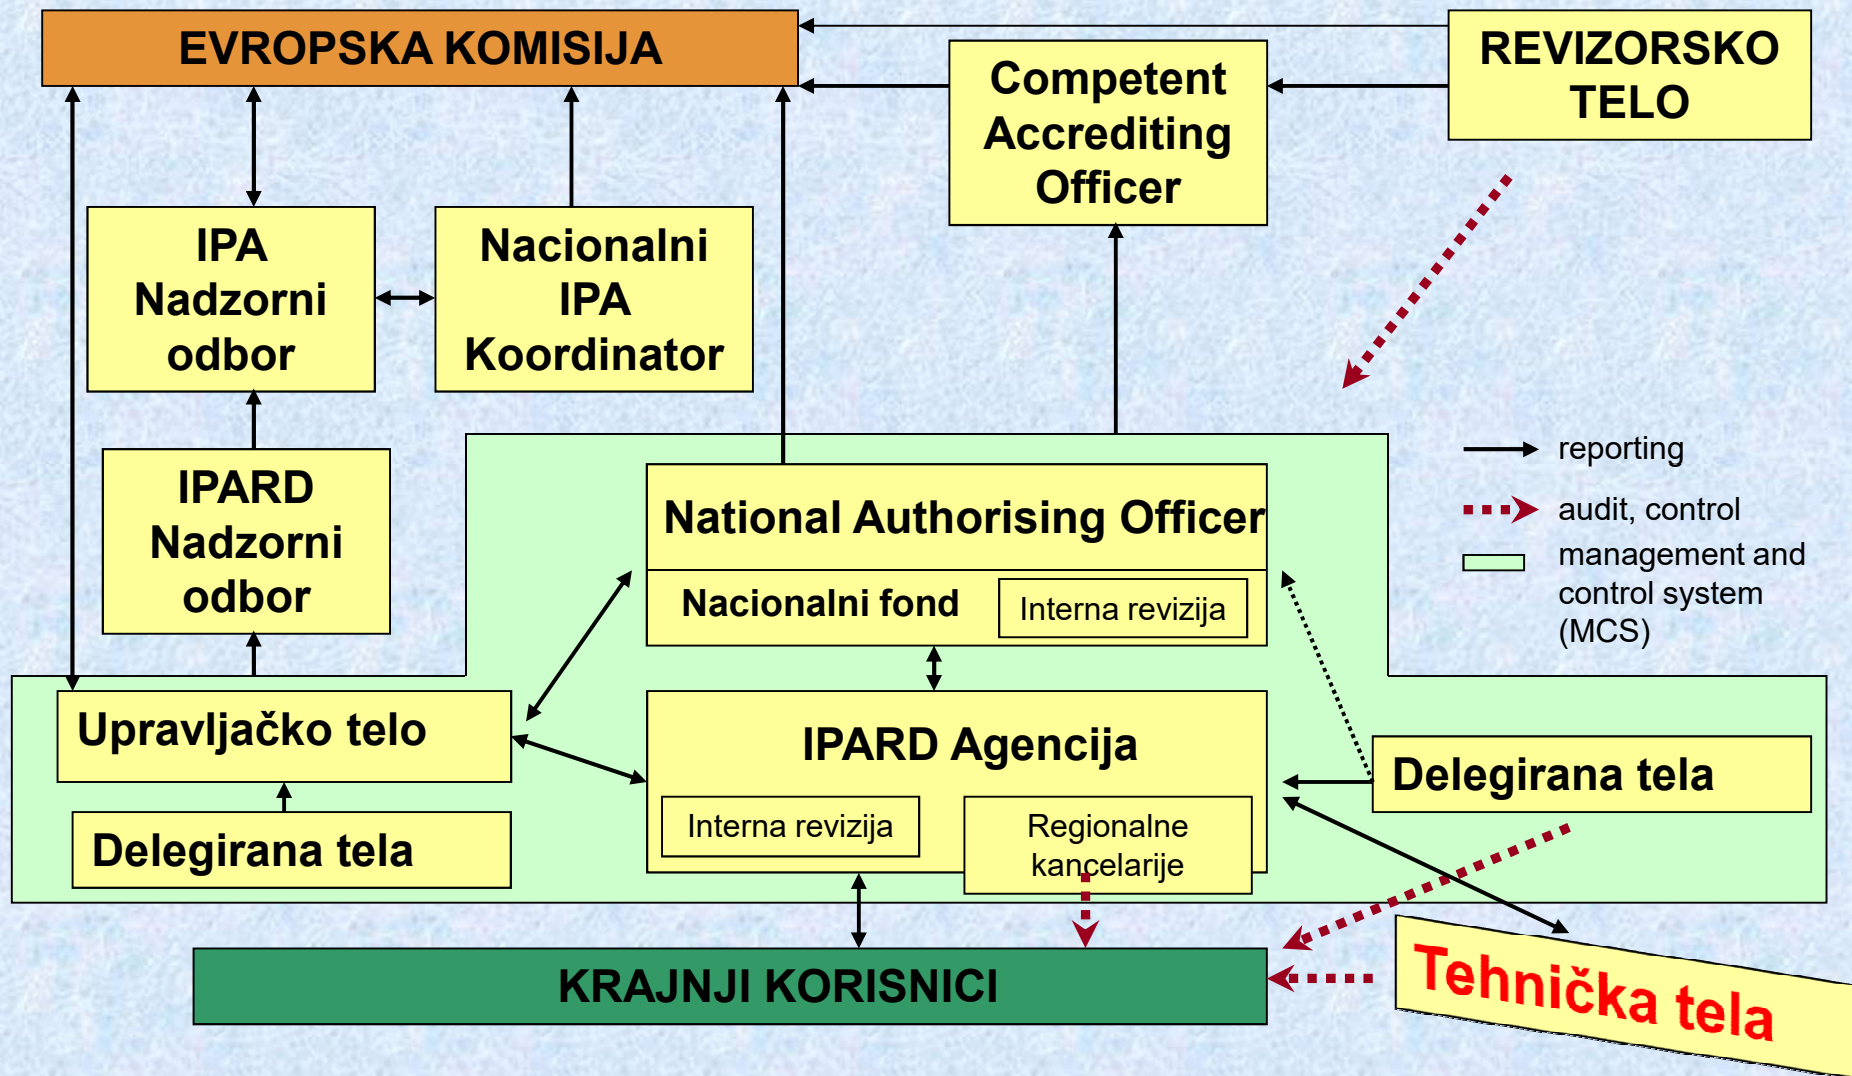 EVROPSKA KOMISIJA
Competent
Accrediting
Officer
REVIZORSKO
TELO
IPA
Nadzorni
odbor
Nacionalni
IPA
Koordinator
IPARD
Nadzorni
odbor
National Authorising Officer
Nacionalni fond
Interna revizija
reporting
audit, control
management and
control system
(MCS)
Upravljačko telo
Delegirana tela
IPARD Agencija
Interna revizija
Regionalne
kancelarije
Delegirana tela
KRAJNJI KORISNICI
Tehnička tela